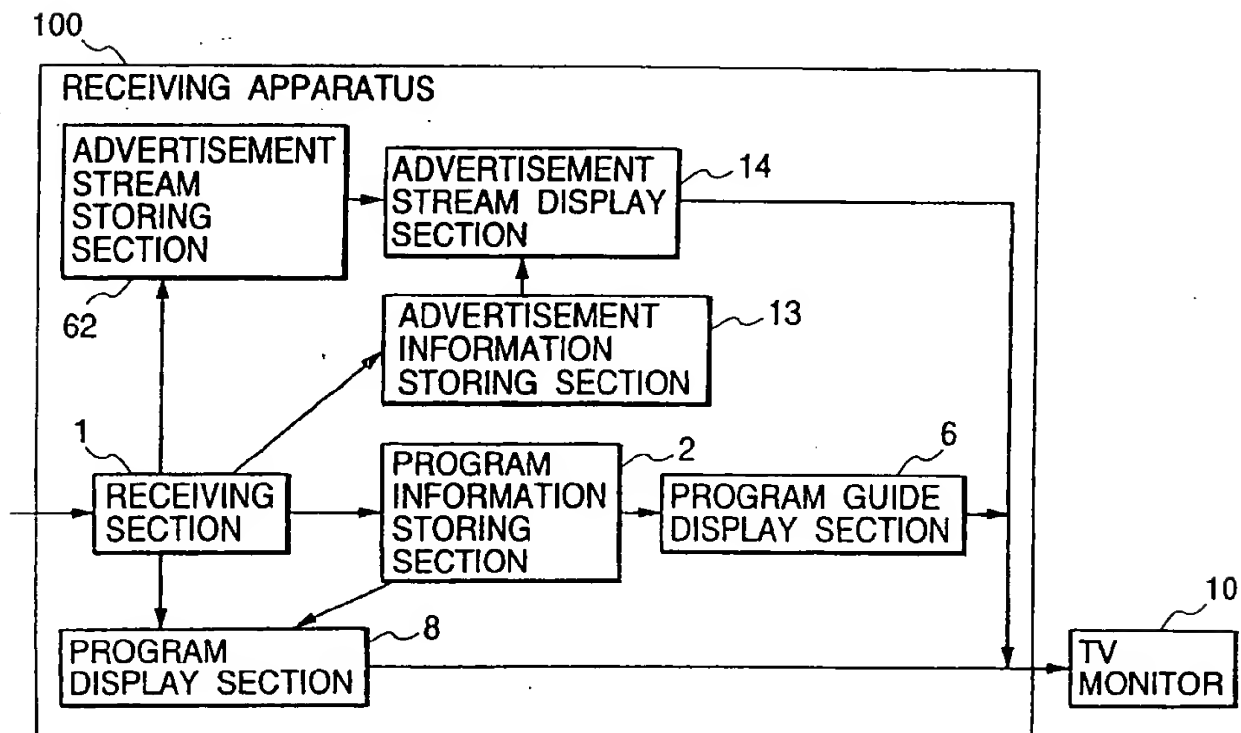 100
RECEIVING APPARATUS
ADVERTISEMENT
STREAM
STORING
SECTION
62
ADVERTISEMENT
STREAM DISPLAY
SECTION
14
ADVERTISEMENT
INFORMATION
STORING SECTION
13
1
RECEIVING
SECTION
PROGRAM
INFORMATION
STORING
SECTION
2
PROGRAM GUIDE
DISPLAY SECTION
6
PROGRAM
DISPLAY SECTION
8
TV
MONITOR
10